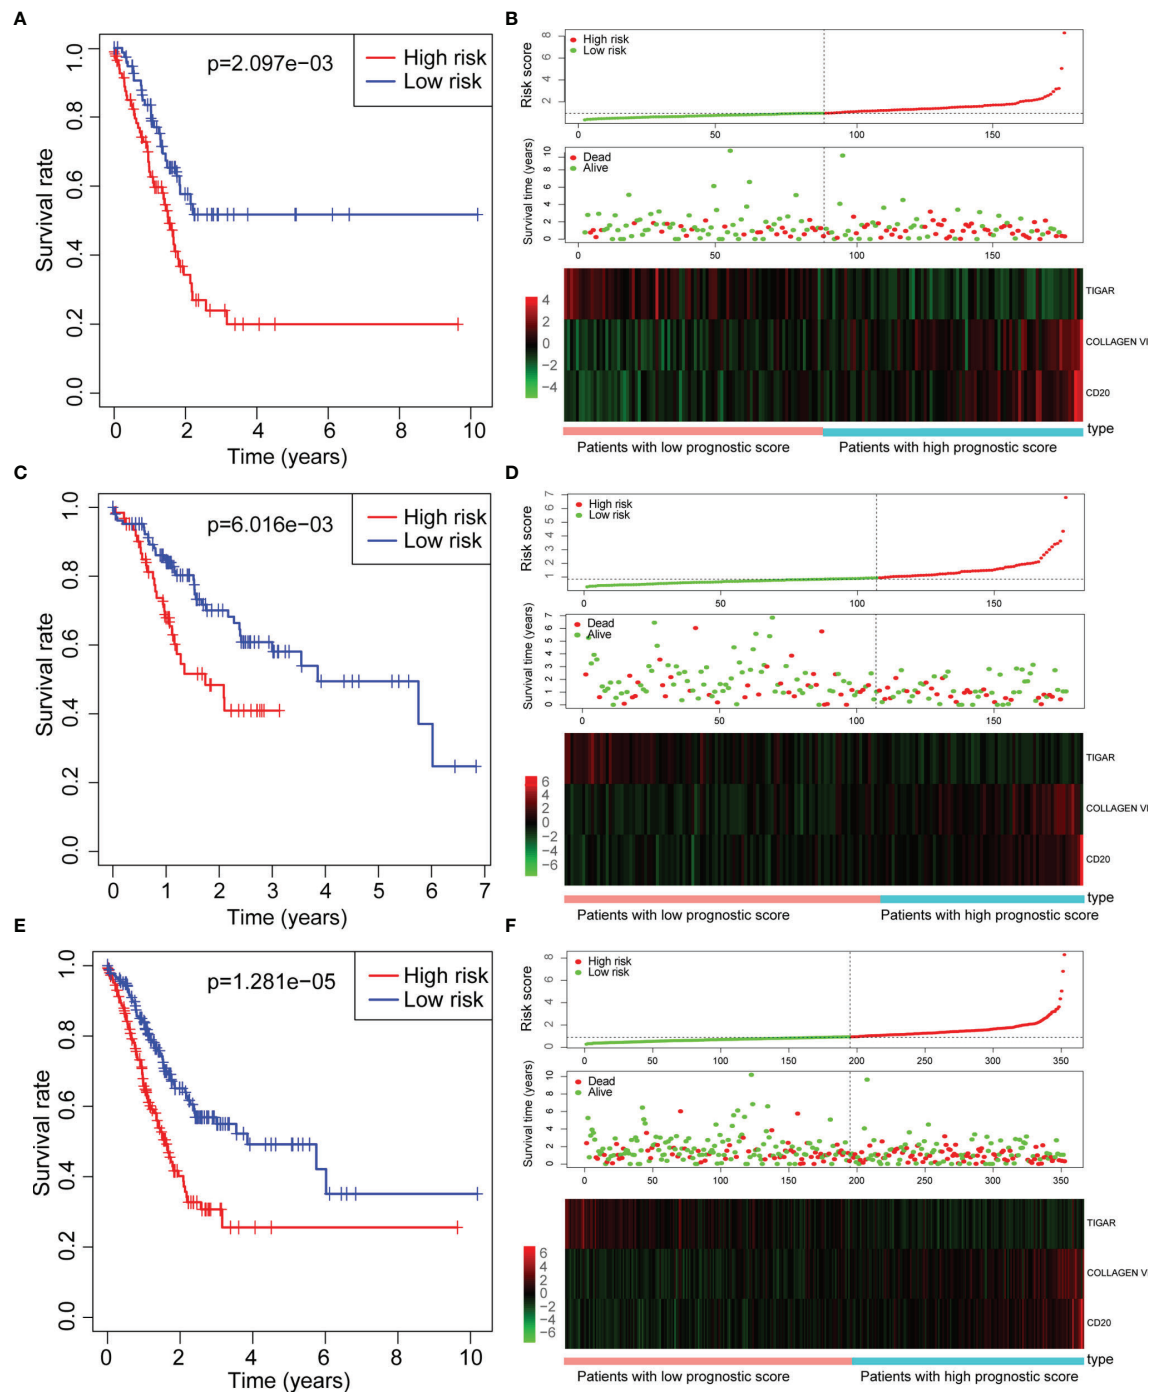 A
p=2.097e−03
High risk
Low risk
Survival rate
1.0
0.8
0.6
0.4
0.2
0.0
0 2 4 6 8 10
Time (years)
B
High risk
Low risk
Risk score
8
6
4
2
0 50 100 150
Dead
Alive
Survival time (years)
10
8
6
4
2
0
0 50 100 150
4
2
0
−2
−4
TIGAR
COLLAGEN VI
CD20
type
Patients with low prognostic score
Patients with high prognostic score
C
p=6.016e−03
High risk
Low risk
Survival rate
1.0
0.8
0.6
0.4
0.2
0.0
0 1 2 3 4 5 6 7
Time (years)
D
High risk
Low risk
Risk score
7
6
5
4
3
2
1
0 50 100 150
Dead
Alive
Survival time (years)
7
6
5
4
3
2
1
0
0 50 100 150
6
4
2
0
−2
−4
−6
TIGAR
COLLAGEN VI
CD20
type
Patients with low prognostic score
Patients with high prognostic score
E
p=1.281e−05
High risk
Low risk
Survival rate
1.0
0.8
0.6
0.4
0.2
0.0
0 2 4 6 8 10
Time (years)
F
High risk
Low risk
Risk score
8
6
4
2
0
0 50 100 150 200 250 300 350
Dead
Alive
Survival time (years)
10
8
6
4
2
0
0 50 100 150 200 250 300 350
6
4
2
0
−2
−4
−6
TIGAR
COLLAGEN V
CD20
type
Patients with low prognostic score
Patients with high prognostic score